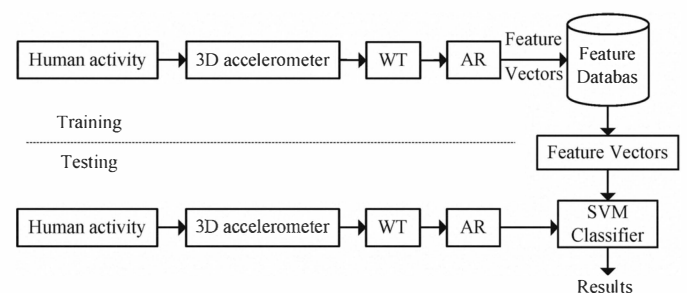 Human activity
3D accelerometer
WT
AR
Feature
Vectors
Feature
Databas
Training
Testing
Feature Vectors
Human activity
3D accelerometer
WT
AR
SVM
Classifier
Results